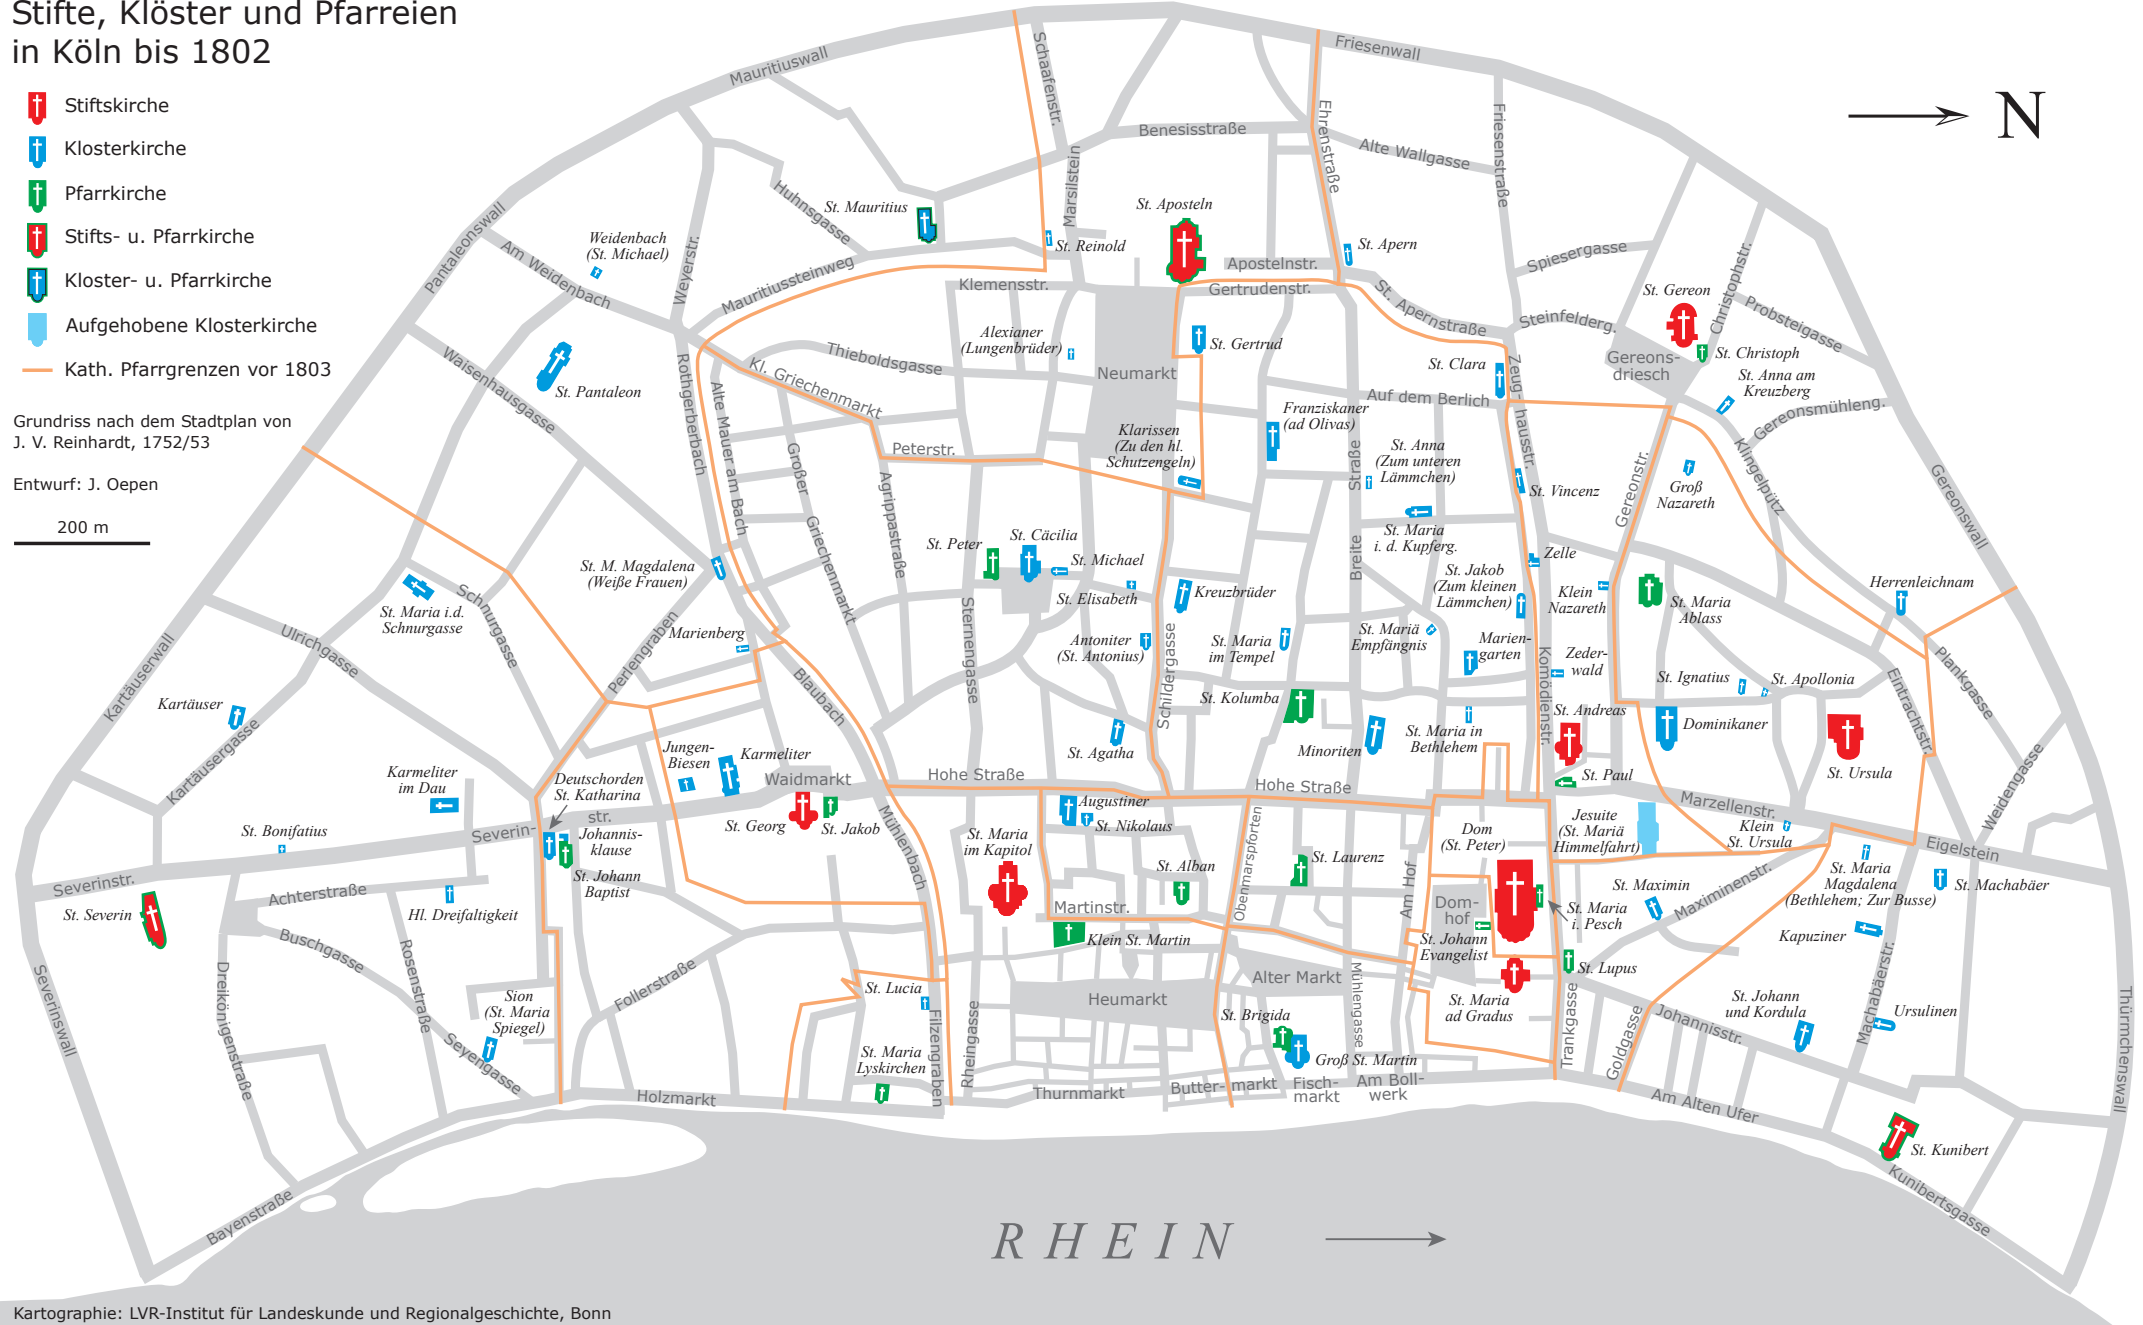 Stifte, Klöster und Pfarreien
in Köln bis 1802
Stiftskirche
Klosterkirche
Pfarrkirche
Stifts- u. Pfarrkirche
Kloster- u. Pfarrkirche
Aufgehobene Klosterkirche
Kath. Pfarrgrenzen vor 1803
Grundriss nach dem Stadtplan von
J. V. Reinhardt, 1752/53
Entwurf: J. Oepen
200 m
N
Mauritiuswall
Schaafenstr.
Friesenwall
Benesisstraße
Ehrenstraße
Alte Wallgasse
Friesenstraße
Marsilstein
Huhnsgasse
St. Mauritius
St. Aposteln
St. Reinold
Apostelnstr.
St. Apern
Spiesergasse
Christophstr.
Pantaleonswall
Am Weidenbach
Weidenbach
(St. Michael)
Weyerstr.
Mauritiussteinweg
Klemensstr.
Gertrudenstr.
St. Apernstraße
Steinfelderg.
St. Gereon
Probsteigasse
Waisenhausgasse
St. Pantaleon
Rothgerberbach
Alte Mauer am Bach
Kl. Griechenmarkt
Thieboldsgasse
Alexianer
(Lungenbrüder)
Neumarkt
St. Gertrud
St. Clara
Zeug-
hausstr.
Gereons-
driesch
St. Christoph
St. Anna am
Kreuzberg
Gereonsmühleng.
Auf dem Berlich
Franziskaner
(ad Olivas)
Klarissen
(Zu den hl.
Schutzengeln)
Peterstr.
Großer
Griechenmarkt
Agrippastraße
Breite
Straße
St. Anna
(Zum unteren
Lämmchen)
St. Vincenz
Gereonstr.
Groß
Nazareth
Klingelpütz
Gereonswall
St. Maria
i. d. Kupferg.
St. Peter
St. Cäcilia
St. Michael
St. Elisabeth
Kreuzbrüder
Antoniter
(St. Antonius)
St. Maria
im Tempel
St. Mariä
Empfängnis
St. Jakob
(Zum kleinen
Lämmchen)
Zelle
Klein
Nazareth
St. Maria
Ablass
Herrenleichnam
St. M. Magdalena
(Weiße Frauen)
St. Maria i.d.
Schnurgasse
Schnurgasse
Ulrichgasse
Perlengraben
Marienberg
Blaubach
Sternengasse
Schildergasse
St. Kolumba
Marien-
garten
Zeder-
wald
Komödienstr.
St. Ignatius
St. Apollonia
Plankgasse
Eintrachtstr.
Kartäuserwall
Kartäuser
Kartäusergasse
St. Agatha
Minoriten
St. Maria in
Bethlehem
St. Andreas
Dominikaner
St. Ursula
Karmeliter
im Dau
Deutschorden
St. Katharina
Jungen-
Biesen
Karmeliter
Waidmarkt
Hohe Straße
Hohe Straße
St. Paul
Marzellenstr.
Weidengasse
St. Bonifatius
Severin-
str.
Johannis-
klause
St. Georg
St. Jakob
Mühlenbach
Augustiner
St. Nikolaus
St. Maria
im Kapitol
St. Alban
Obenmarspforten
St. Laurenz
Am Hof
Dom
(St. Peter)
Jesuite
(St. Mariä
Himmelfahrt)
Klein
St. Ursula
Eigelstein
Severinstr.
St. Severin
Achterstraße
Hl. Dreifaltigkeit
St. Johann
Baptist
Martinstr.
Klein St. Martin
Dom-
hof
St. Johann
Evangelist
St. Maria
i. Pesch
St. Maximin
Maximinenstr.
St. Maria
Magdalena
(Bethlehem; Zur Busse)
St. Machabäer
Kapuziner
Buschgasse
Rosenstraße
Dreikönigenstraße
Severinswall
Sion
(St. Maria
Spiegel)
Seyengasse
Follerstraße
St. Lucia
Filzengraben
Rheingasse
Heumarkt
Alter Markt
Mühlengasse
St. Maria
ad Gradus
St. Lupus
Trankgasse
Goldgasse
Johannisstr.
St. Johann
und Kordula
Machabäerstr.
Ursulinen
Thürmchenswall
St. Maria
Lyskirchen
St. Brigida
Groß St. Martin
Holzmarkt
Thurnmarkt
Butter- markt
Fisch-
markt
Am Boll-
werk
Am Alten Ufer
St. Kunibert
Kunibertsgasse
Bayenstraße
RHEIN
Kartographie: LVR-Institut für Landeskunde und Regionalgeschichte, Bonn